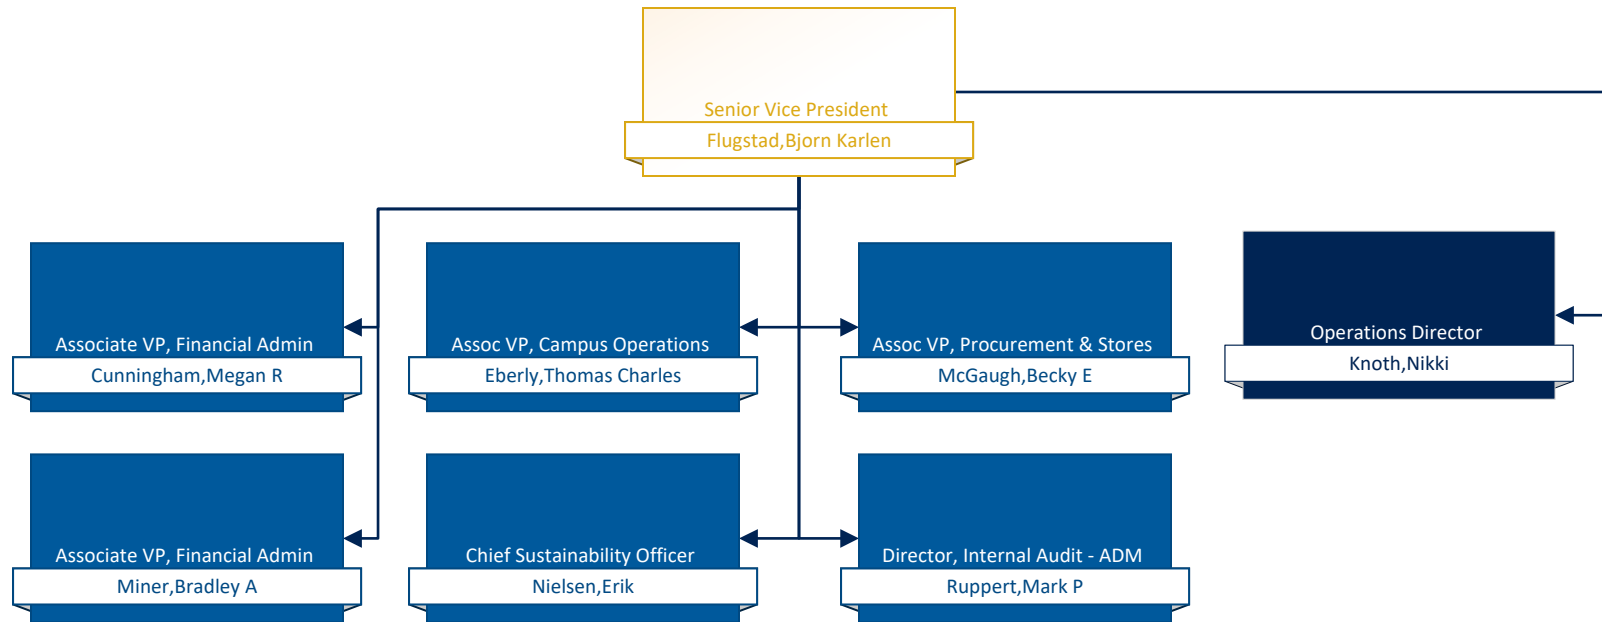 Senior Vice President
Flugstad,Bjorn Karlen
Associate VP, Financial Admin
Cunningham,Megan R
Assoc VP, Campus Operations
Eberly,Thomas Charles
Assoc VP, Procurement & Stores
McGaugh,Becky E
Operations Director
Knoth,Nikki
Associate VP, Financial Admin
Miner,Bradley A
Chief Sustainability Officer
Nielsen,Erik
Director, Internal Audit - ADM
Ruppert,Mark P